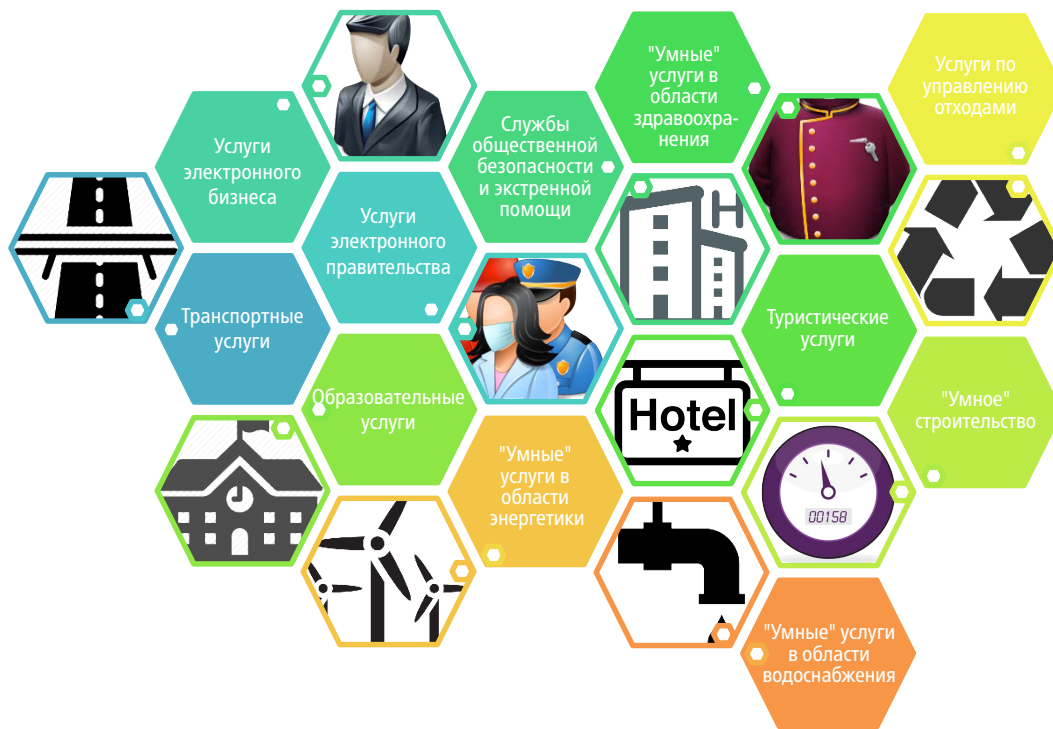 Услуги
электронного
бизнеса
Услуги
электронного
правительства
Службы
общественной
безопасности
и экстренной
помощи
"Умные"
услуги в
области
здравоохра-
нения
Услуги по
управлению
отходами
Транспортные
услуги
Образовательные
услуги
H
Туристические
услуги
Hotel
"Умное"
строительство
"Умные"
услуги в
области
энергетики
00158
"Умные" услуги
в области
водоснабжения